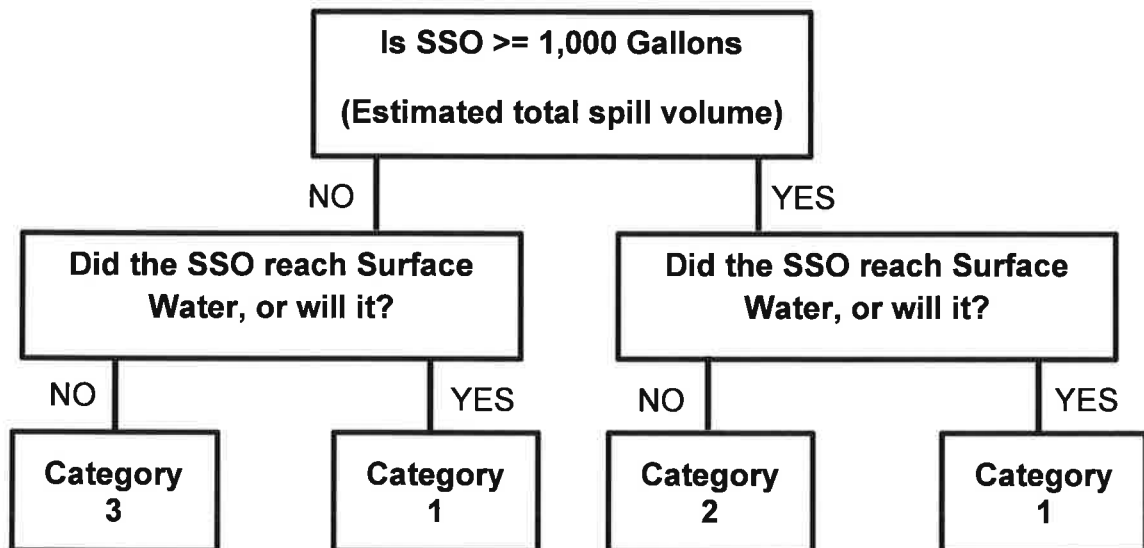 Is SSO >= 1,000 Gallons
(Estimated total spill volume)
NO
YES
Did the SSO reach Surface
Water, or will it?
Did the SSO reach Surface
Water, or will it?
NO
YES
NO
YES
Category
3
Category
1
Category
2
Category
1